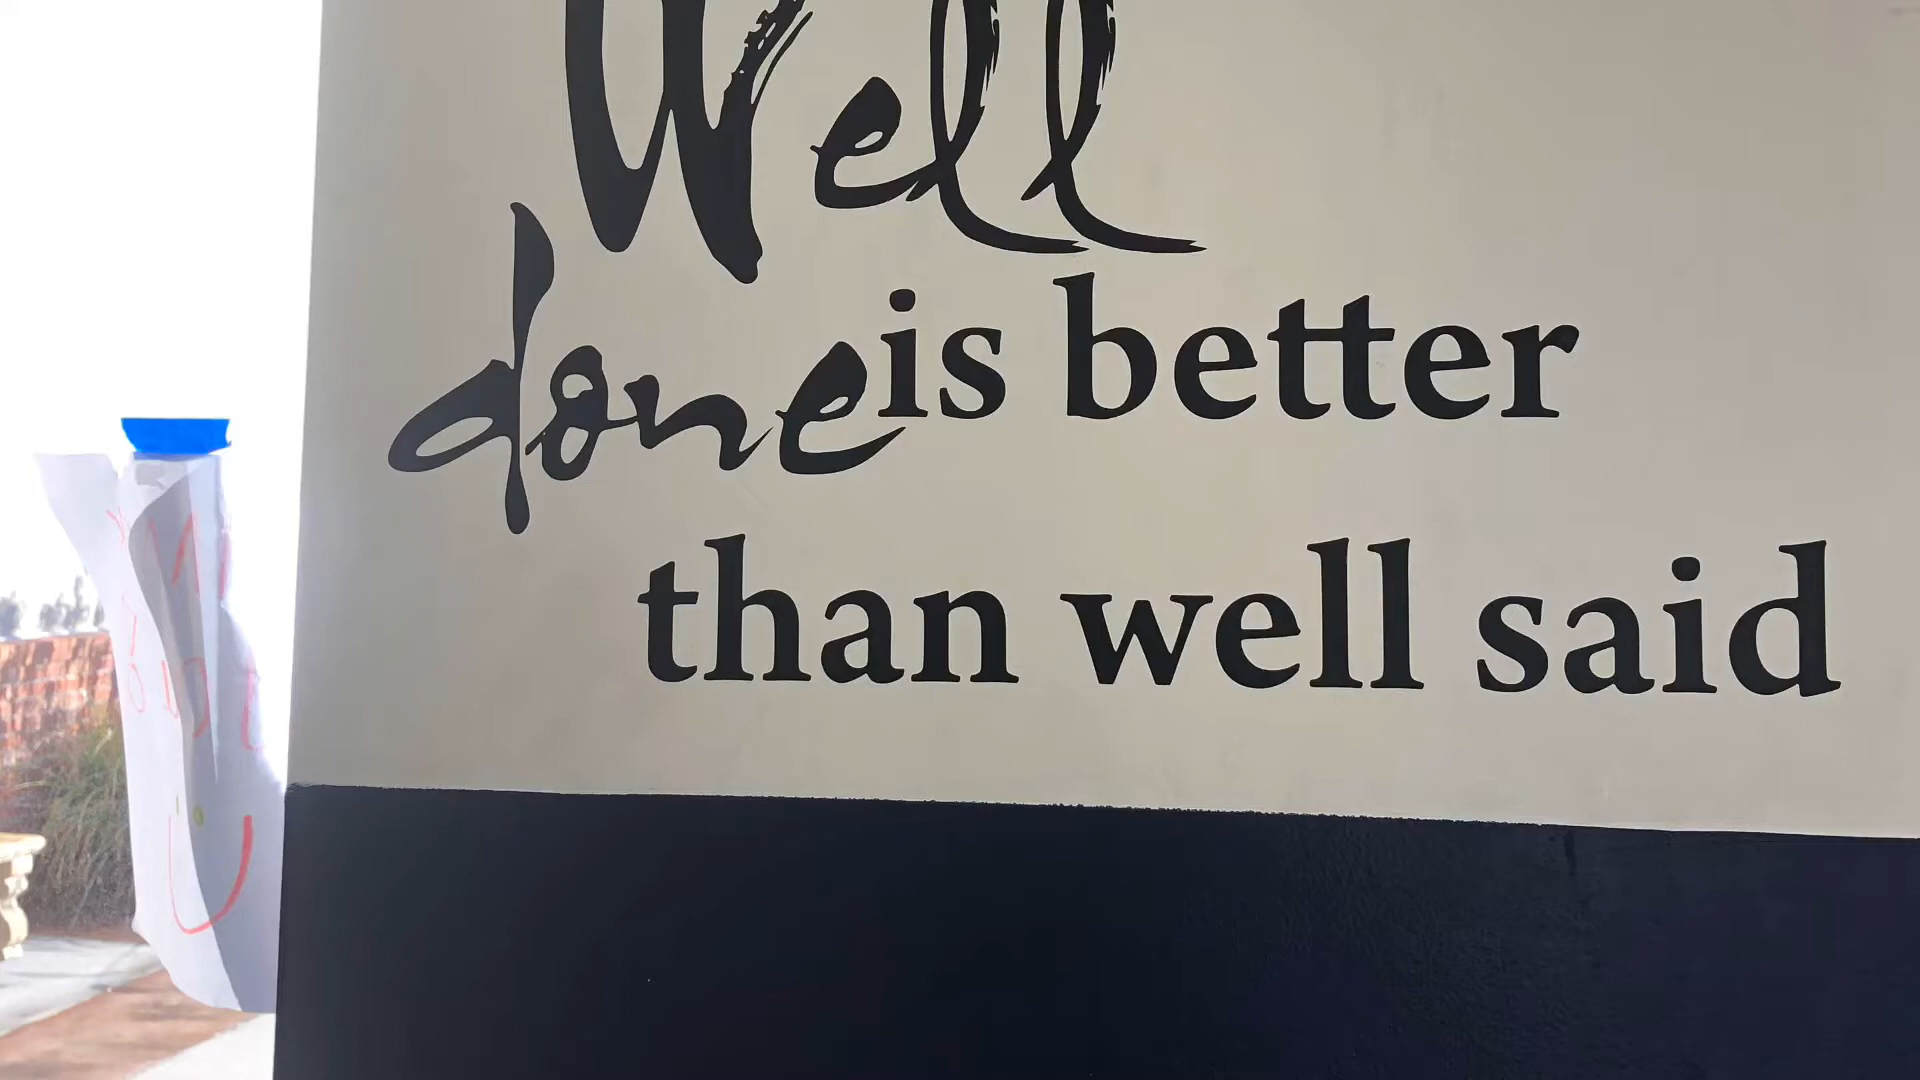 Well
done is better
than well said